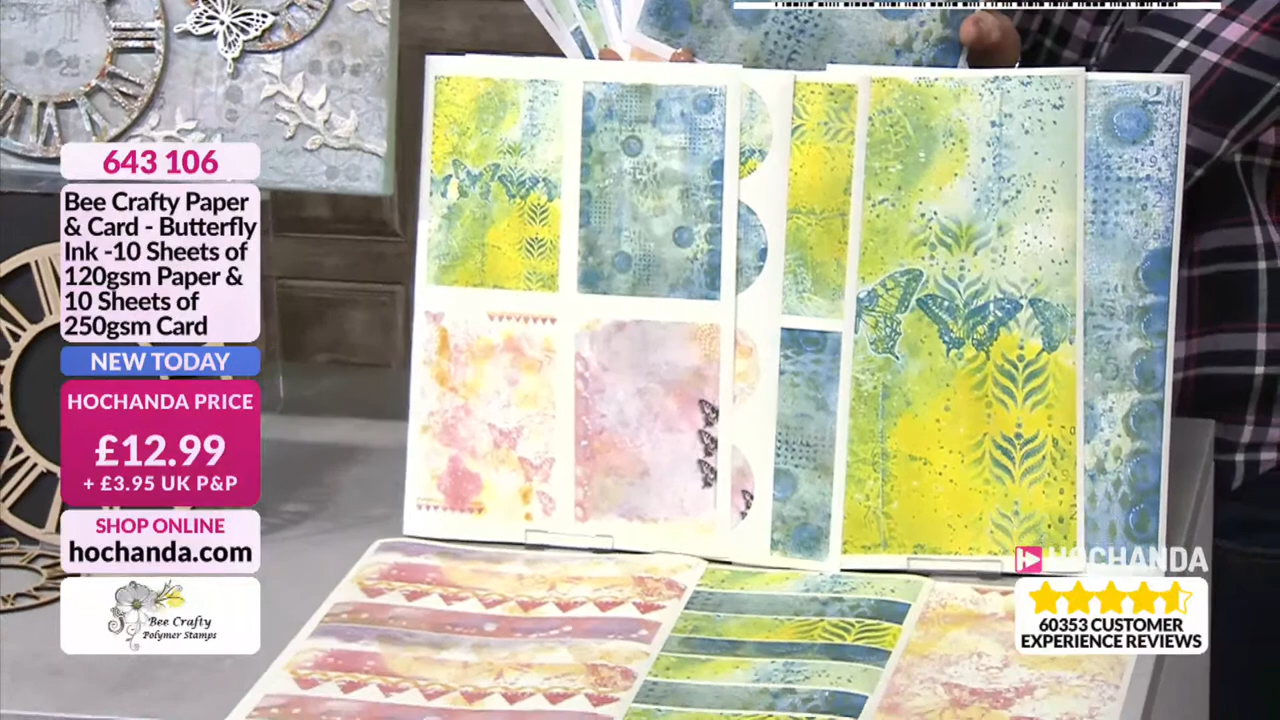 643 106
Bee Crafty Paper
& Card - Butterfly
Ink -10 Sheets of
120gsm Paper &
10 Sheets of
250gsm Card
NEW TODAY
HOCHANDA PRICE
£12.99
+ £3.95 UK P&P
SHOP ONLINE
hochanda.com
Bee Crafty
Polymer Stamps
HOCHANDA
60353 CUSTOMER
EXPERIENCE REVIEWS